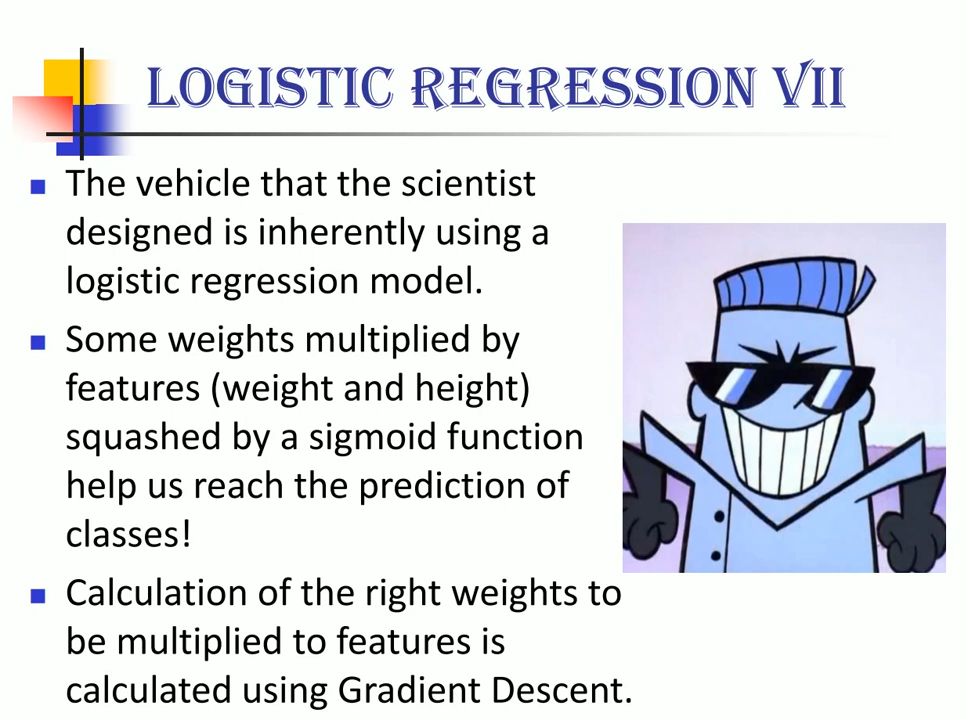 Logistic Regression VII
The vehicle that the scientist
designed is inherently using a
logistic regression model.
Some weights multiplied by
features (weight and height)
squashed by a sigmoid function
help us reach the prediction of
classes!
Calculation of the right weights to
be multiplied to features is
calculated using Gradient Descent.